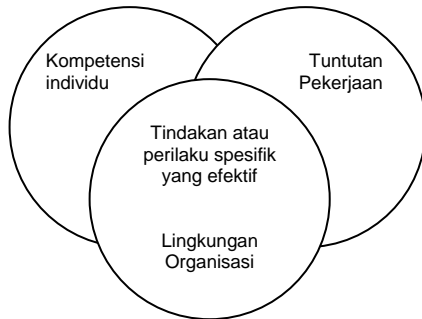 Kompetensi
individu
Tuntutan
Pekerjaan
Tindakan atau
perilaku spesifik
yang efektif
Lingkungan
Organisasi